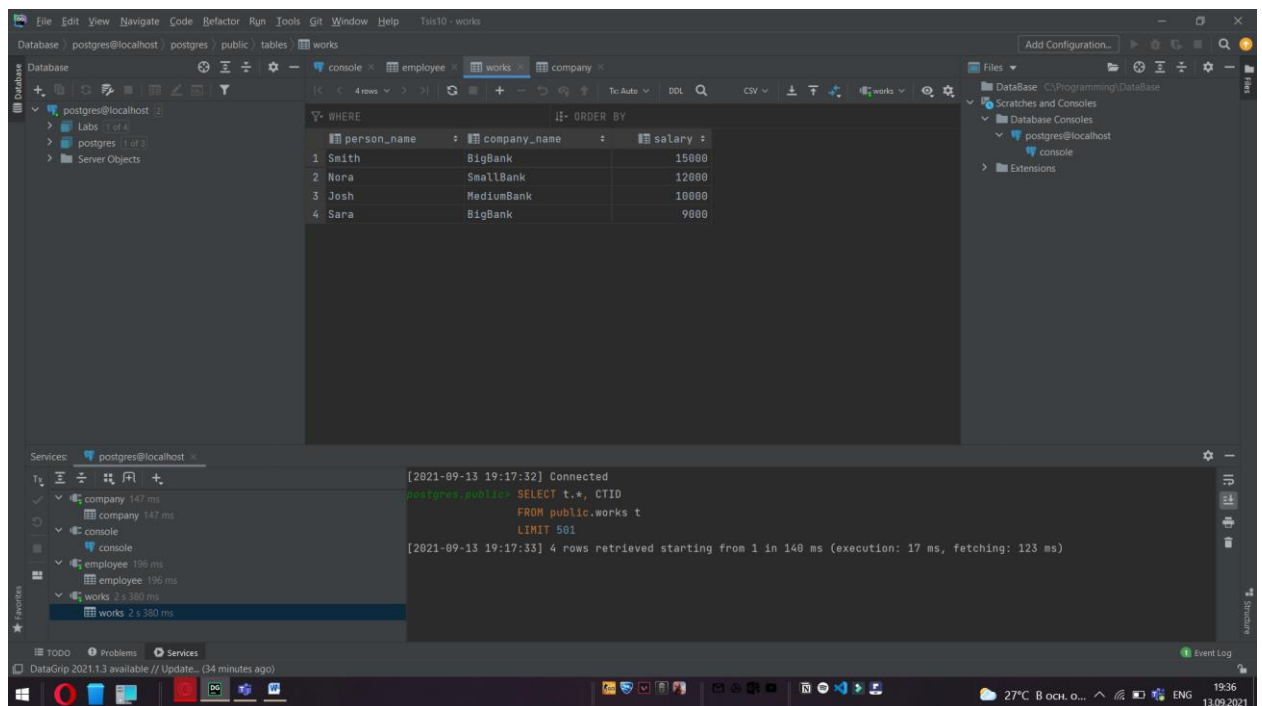 File Edit View Navigate Code Refactor Run Tools Git Window Help Tsis10 - works
Database postgres@localhost postgres public tables works
Add Configuration...
Database
console employee works company
Files
4 rows Tx: Auto DDL CSV works
postgres@localhost 2
Labs 1 of 4
postgres 1 of 3
Server Objects
WHERE ORDER BY
person_name company_name salary
1 Smith BigBank 15000
2 Nora SmallBank 12000
3 Josh MediumBank 10000
4 Sara BigBank 9000
DataBase C:\Programming\DataBase
Scratches and Consoles
Database Consoles
postgres@localhost
console
Extensions
Database
Files
Favorites
Structure
Services: postgres@localhost
Tx
company 147 ms
company 147 ms
console
console
employee 196 ms
employee 196 ms
works 2 s 380 ms
works 2 s 380 ms
[2021-09-13 19:17:32] Connected
postgres.public> SELECT t.*, CTID
FROM public.works t
LIMIT 501
[2021-09-13 19:17:33] 4 rows retrieved starting from 1 in 140 ms (execution: 17 ms, fetching: 123 ms)
TODO Problems Services
1 Event Log
DataGrip 2021.1.3 available // Update... (34 minutes ago)
DG W 27°C В осн. о... ENG 19:36
13.09.2021